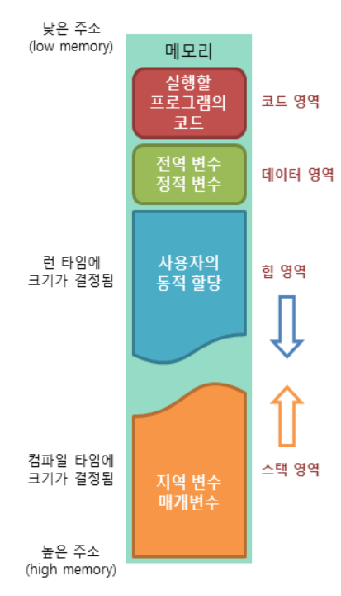 낮은 주소
(low memory)
메모리
실행할
프로그램의
코드
코드 영역
전역 변수
정적 변수
데이터 영역
런 타임에
크기가 결정됨
사용자의
동적 할당
힙 영역
컴파일 타임에
크기가 결정됨
지역 변수
매개변수
스택 영역
높은 주소
(high memory)